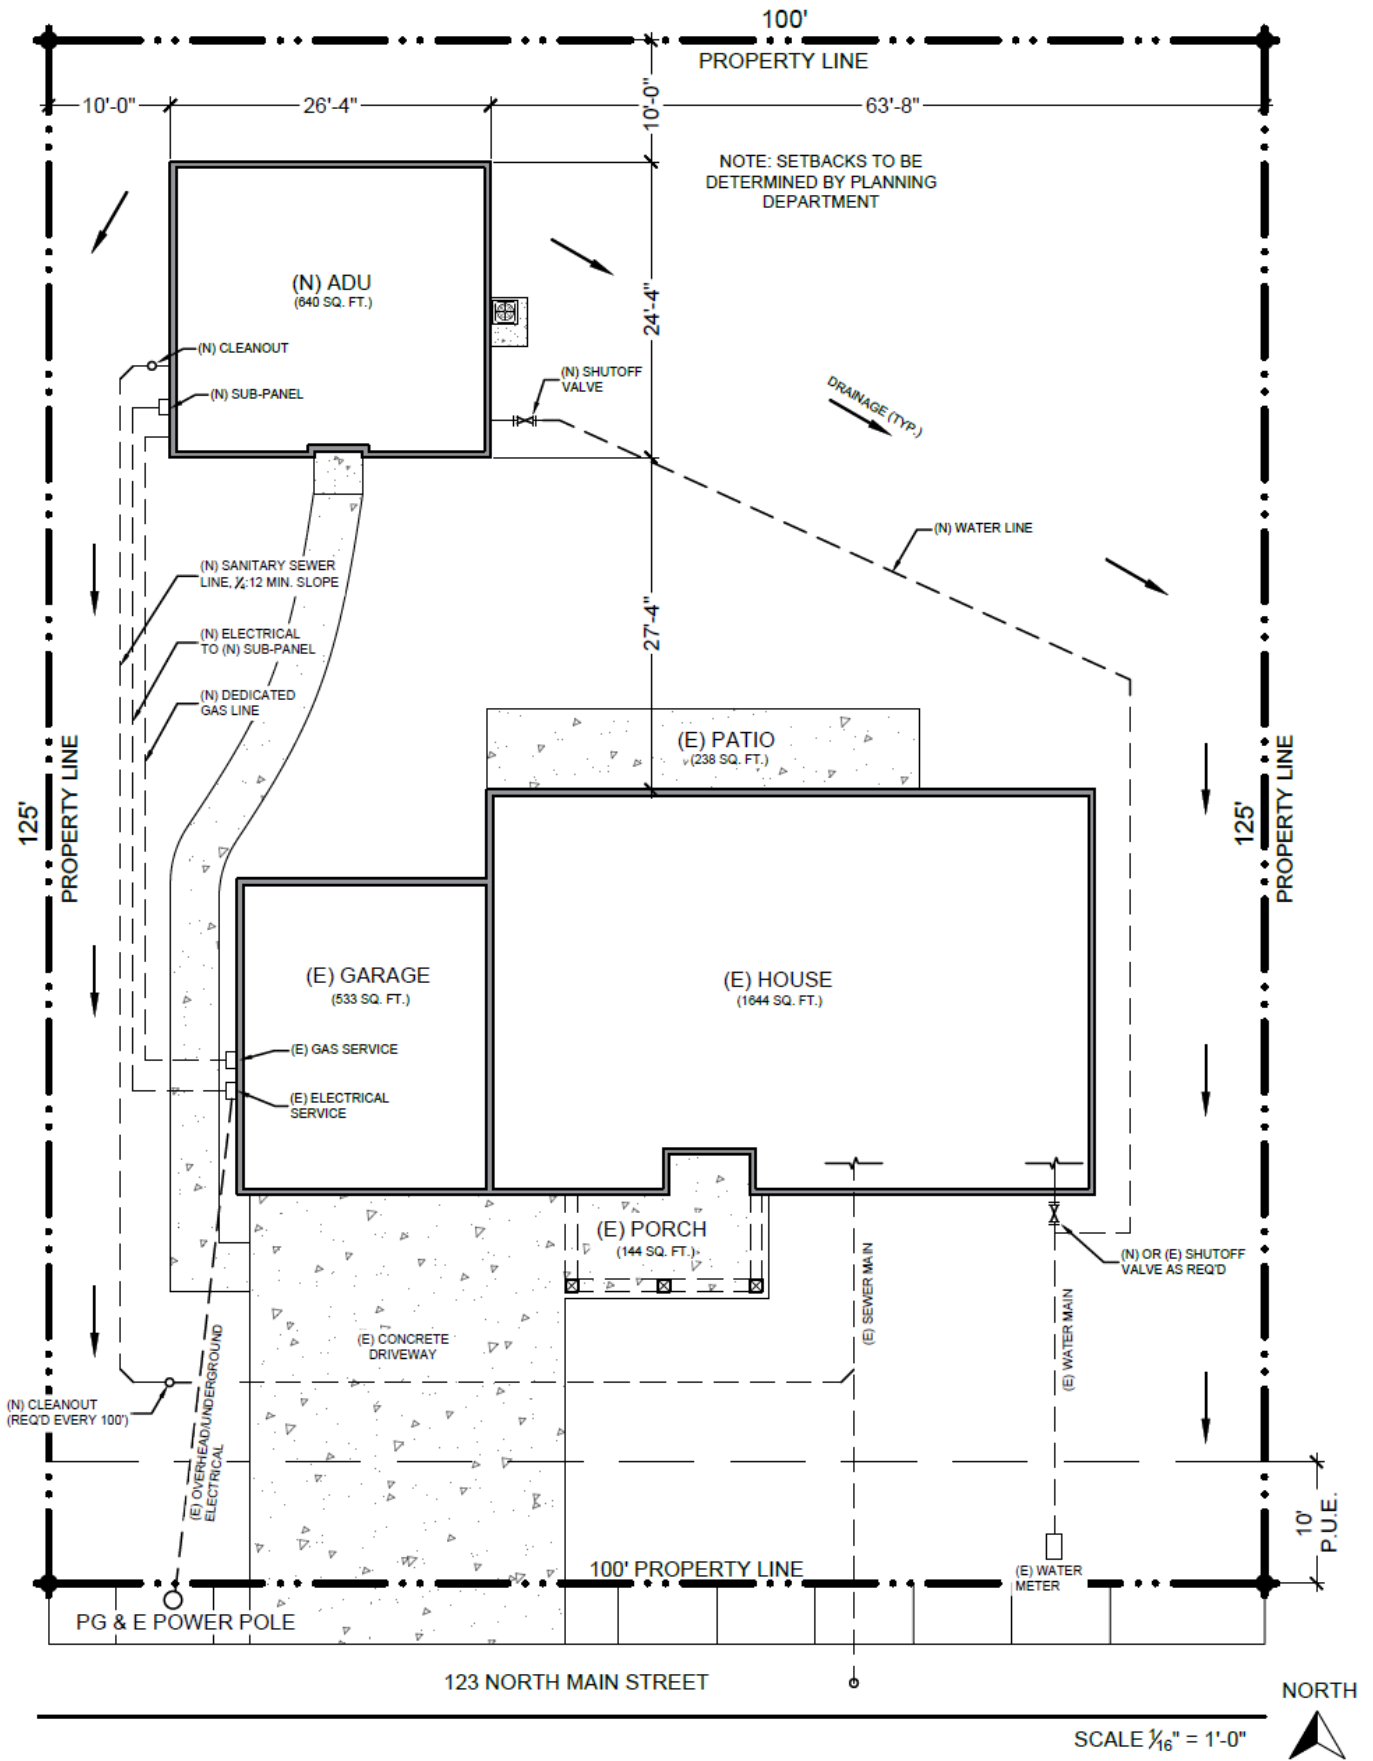 100'
PROPERTY LINE
10'-0"
26'-4"
10'-0"
63'-8"
NOTE: SETBACKS TO BE
DETERMINED BY PLANNING
DEPARTMENT
(N) ADU
(640 SQ. FT.)
24'-4"
(N) CLEANOUT
(N) SUB-PANEL
(N) SHUTOFF
VALVE
DRAINAGE (TYP.)
(N) WATER LINE
(N) SANITARY SEWER
LINE, ¼:12 MIN. SLOPE
(N) ELECTRICAL
TO (N) SUB-PANEL
(N) DEDICATED
GAS LINE
27'-4"
(E) PATIO
(238 SQ. FT.)
125'
PROPERTY LINE
125'
PROPERTY LINE
(E) GARAGE
(533 SQ. FT.)
(E) HOUSE
(1644 SQ. FT.)
(E) GAS SERVICE
(E) ELECTRICAL
SERVICE
(E) PORCH
(144 SQ. FT.)
(E) SEWER MAIN
(N) OR (E) SHUTOFF
VALVE AS REQ'D
(E) WATER MAIN
(E) CONCRETE
DRIVEWAY
(N) CLEANOUT
(REQ'D EVERY 100')
(E) OVERHEAD/UNDERGROUND
ELECTRICAL
10'
P.U.E.
100' PROPERTY LINE
(E) WATER
METER
PG & E POWER POLE
123 NORTH MAIN STREET
NORTH
SCALE 1/16" = 1'-0"